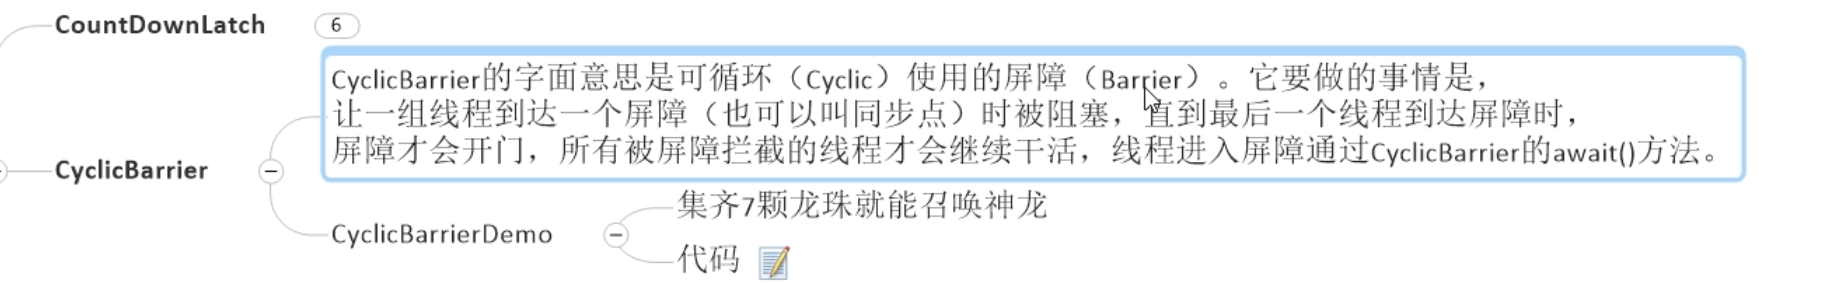 CountDownLatch 6
CyclicBarrier的字面意思是可循环（Cyclic）使用的屏障（Barrier）。它要做的事情是，
让一组线程到达一个屏障（也可以叫同步点）时被阻塞，直到最后一个线程到达屏障时，
屏障才会开门，所有被屏障拦截的线程才会继续干活，线程进入屏障通过CyclicBarrier的await()方法。
CyclicBarrier
集齐7颗龙珠就能召唤神龙
CyclicBarrierDemo
代码